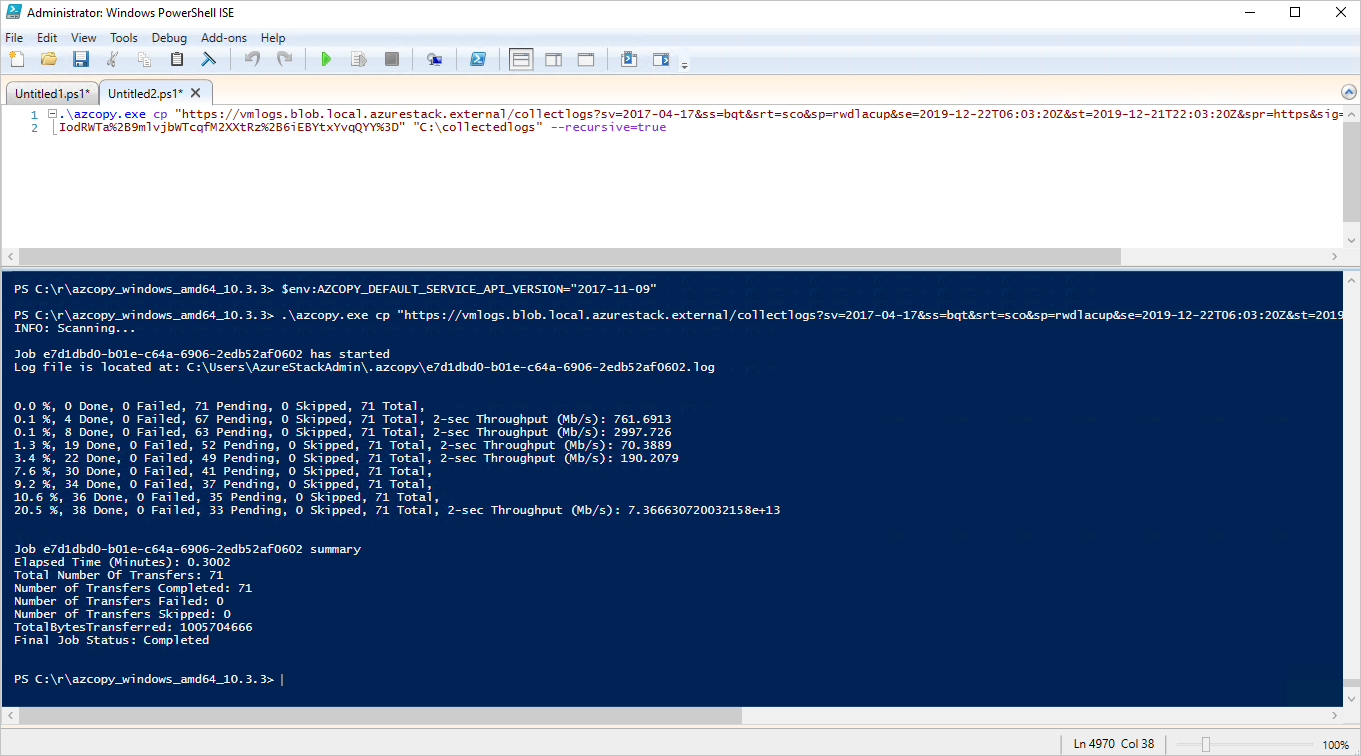 Administrator: Windows PowerShell ISE
File Edit View Tools Debug Add-ons Help
Untitled1.ps1* Untitled2.ps1*
1 .\azcopy.exe cp "https://vmlogs.blob.local.azurestack.external/collectlogs?sv=2017-04-17&ss=bqt&srt=sco&sp=rwdlacup&se=2019-12-22T06:03:20Z&st=2019-12-21T22:03:20Z&spr=https&sig=
2 IodRWTa%2B9mlvjbWTcqfM2XXtRz%2B6iEBYtxYvqQYY%3D" "C:\collectedlogs" --recursive=true
PS C:\r\azcopy_windows_amd64_10.3.3> $env:AZCOPY_DEFAULT_SERVICE_API_VERSION="2017-11-09"
PS C:\r\azcopy_windows_amd64_10.3.3> .\azcopy.exe cp "https://vmlogs.blob.local.azurestack.external/collectlogs?sv=2017-04-17&ss=bqt&srt=sco&sp=rwdlacup&se=2019-12-22T06:03:20Z&st=2019
INFO: Scanning...
Job e7d1dbd0-b01e-c64a-6906-2edb52af0602 has started
Log file is located at: C:\Users\AzureStackAdmin\.azcopy\e7d1dbd0-b01e-c64a-6906-2edb52af0602.log
0.0 %, 0 Done, 0 Failed, 71 Pending, 0 Skipped, 71 Total,
0.1 %, 4 Done, 0 Failed, 67 Pending, 0 Skipped, 71 Total, 2-sec Throughput (Mb/s): 761.6913
0.1 %, 8 Done, 0 Failed, 63 Pending, 0 Skipped, 71 Total, 2-sec Throughput (Mb/s): 2997.726
1.3 %, 19 Done, 0 Failed, 52 Pending, 0 Skipped, 71 Total, 2-sec Throughput (Mb/s): 70.3889
3.4 %, 22 Done, 0 Failed, 49 Pending, 0 Skipped, 71 Total, 2-sec Throughput (Mb/s): 190.2079
7.6 %, 30 Done, 0 Failed, 41 Pending, 0 Skipped, 71 Total,
9.2 %, 34 Done, 0 Failed, 37 Pending, 0 Skipped, 71 Total,
10.6 %, 36 Done, 0 Failed, 35 Pending, 0 Skipped, 71 Total,
20.5 %, 38 Done, 0 Failed, 33 Pending, 0 Skipped, 71 Total, 2-sec Throughput (Mb/s): 7.366630720032158e+13
Job e7d1dbd0-b01e-c64a-6906-2edb52af0602 summary
Elapsed Time (Minutes): 0.3002
Total Number Of Transfers: 71
Number of Transfers Completed: 71
Number of Transfers Failed: 0
Number of Transfers Skipped: 0
TotalBytesTransferred: 1005704666
Final Job Status: Completed
PS C:\r\azcopy_windows_amd64_10.3.3>
Ln 4970 Col 38 100%